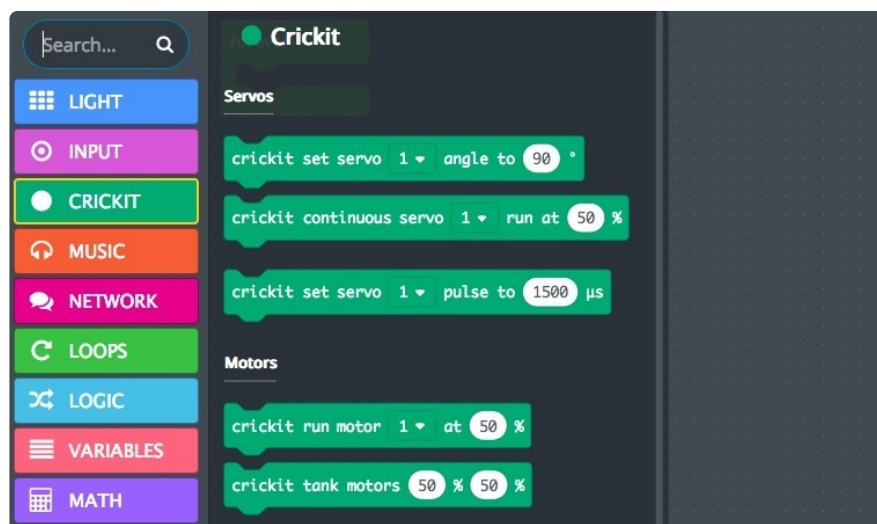 Search...
LIGHT
INPUT
CRICKIT
MUSIC
NETWORK
LOOPS
LOGIC
VARIABLES
MATH
Crickit
Servos
crickit set servo 1 angle to 90 °
crickit continuous servo 1 run at 50 %
crickit set servo 1 pulse to 1500 µs
Motors
crickit run motor 1 at 50 %
crickit tank motors 50 % 50 %